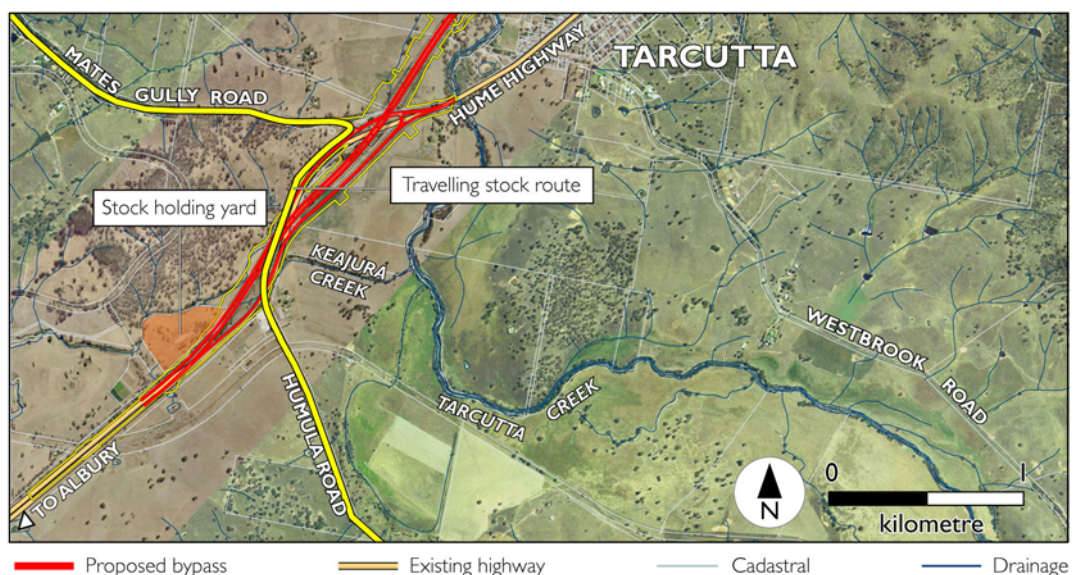 TARCUTTA
HUME HIGHWAY
MATES GULLY ROAD
Travelling stock route
Stock holding yard
KEAJURA
CREEK
WESTBROOK ROAD
HUMULA ROAD
TARCUTTA CREEK
TO ALBURY
N
0 1
kilometre
Proposed bypass Existing highway Cadastral Drainage